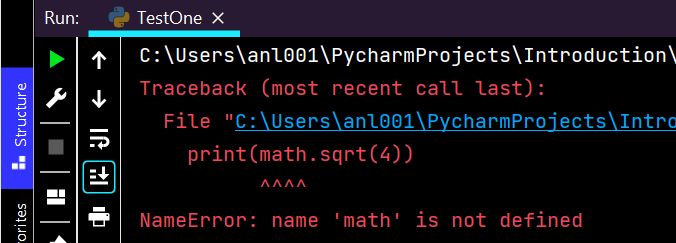 Run: TestOne ×
C:\Users\anl001\PycharmProjects\Introduction\
Traceback (most recent call last):
File "C:\Users\anl001\PycharmProjects\Intro
print(math.sqrt(4))
^^^^
NameError: name 'math' is not defined
Structure